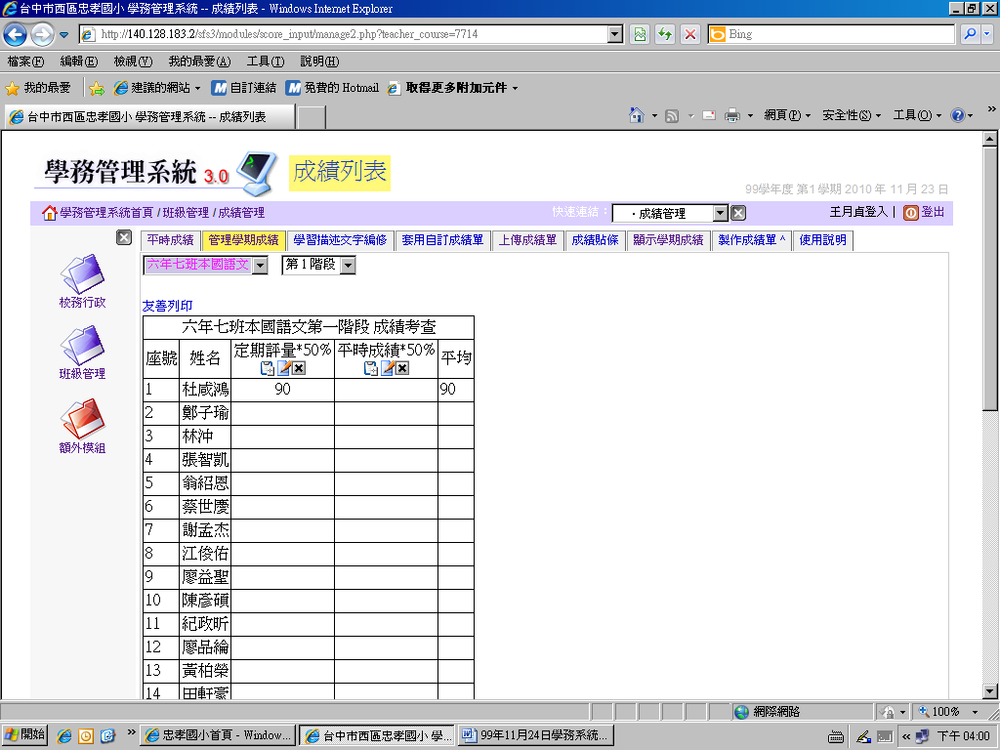 台中市西區忠孝國小 學務管理系統 -- 成績列表 - Windows Internet Explorer
http://140.128.183.2/sfs3/modules/score_input/manage2.php?teacher_course=7714
Bing
檔案(F) 編輯(E) 檢視(V) 我的最愛(A) 工具(T) 說明(H)
我的最愛 建議的網站 自訂連結 免費的 Hotmail 取得更多附加元件
台中市西區忠孝國小 學務管理系統 -- 成績列表
網頁(P) 安全性(S) 工具(O) »
學務管理系統 3.0 成績列表
99學年度 第1學期 2010 年 11 月 23 日
學務管理系統首頁 / 班級管理 / 成績管理 快速連結： ‧成績管理 王月貞登入 | 登出
平時成績 管理學期成績 學習描述文字編修 套用自訂成績單 上傳成績單 成績貼條 顯示學期成績 製作成績單 ^ 使用說明
六年七班本國語文 第 1 階段
校務行政
班級管理
額外模組
友善列印
六年七班本國語文第一階段 成績考查
座號 姓名 定期評量*50% 平時成績*50% 平均
1 杜咸鴻 90 90
2 鄭子瑜
3 林沖
4 張智凱
5 翁紹恩
6 蔡世慶
7 謝孟杰
8 江俊佑
9 廖益聖
10 陳彥碩
11 紀政昕
12 廖品綸
13 黃柏榮
14 田軒豪
網際網路 100%
開始 » 忠孝國小首頁 - Window... 台中市西區忠孝國小 學... 99年11月24日學務系統... « 下午 04:00